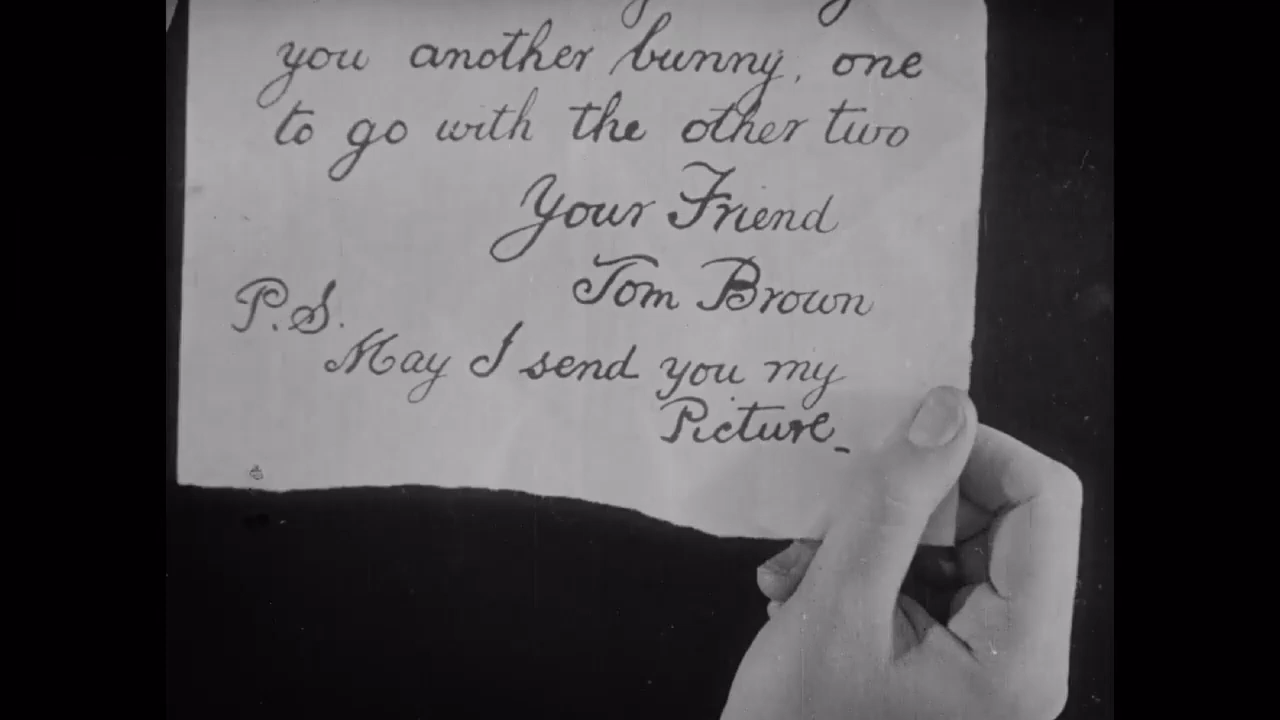 you another bunny, one
to go with the other two
Your Friend
Tom Brown
P.S.
May I send you my
Picture